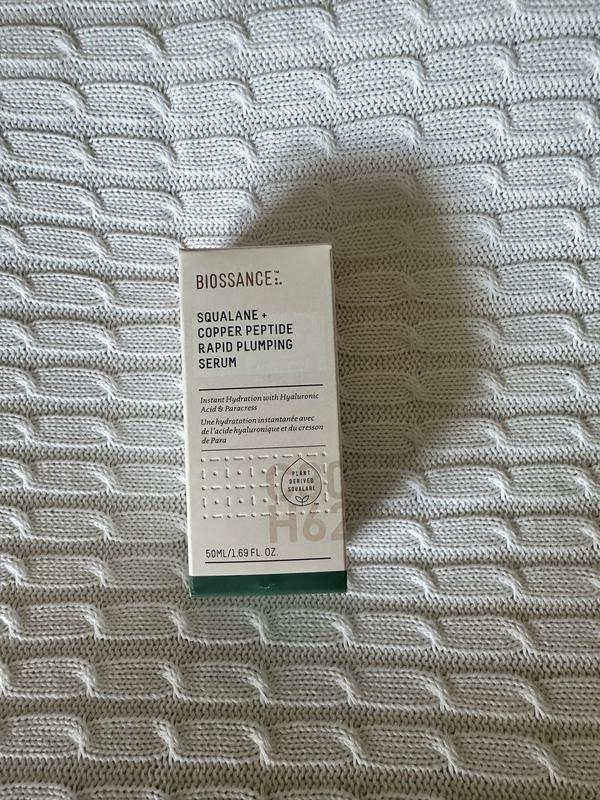 BIOSSANCE™
SQUALANE +
COPPER PEPTIDE
RAPID PLUMPING
SERUM
Instant Hydration with Hyaluronic
Acid & Paracress
Une hydratation instantanée avec
de l'acide hyaluronique et du cresson
de Para
PLANT
DERIVED
SQUALANE
H62
50ML/1.69 FL. OZ.